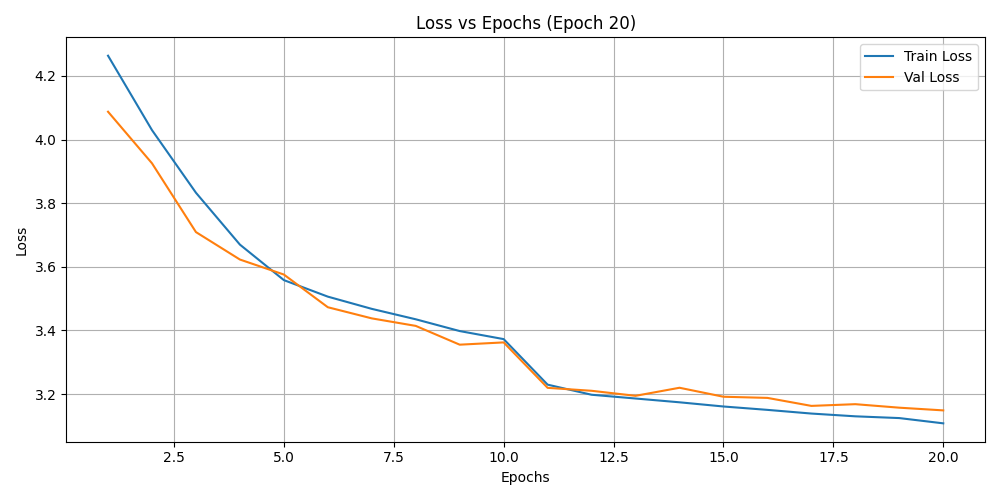 Loss vs Epochs (Epoch 20)
Train Loss
Val Loss
4.2
4.0
3.8
3.6
3.4
3.2
Loss
2.5 5.0 7.5 10.0 12.5 15.0 17.5 20.0
Epochs